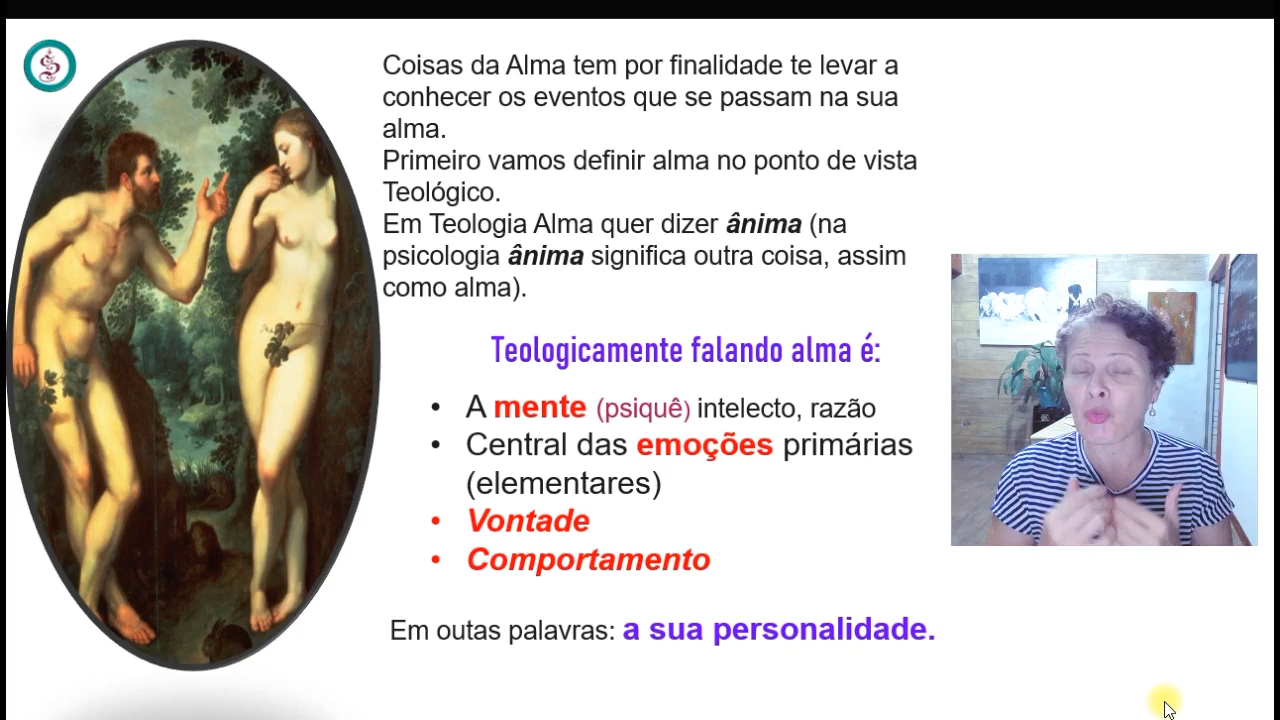 Coisas da Alma tem por finalidade te levar a
conhecer os eventos que se passam na sua
alma.
Primeiro vamos definir alma no ponto de vista
Teológico.
Em Teologia Alma quer dizer ânima (na
psicologia ânima significa outra coisa, assim
como alma).
Teologicamente falando alma é:
• A mente (psiquê) intelecto, razão
• Central das emoções primárias
(elementares)
• Vontade
• Comportamento
Em outas palavras: a sua personalidade.